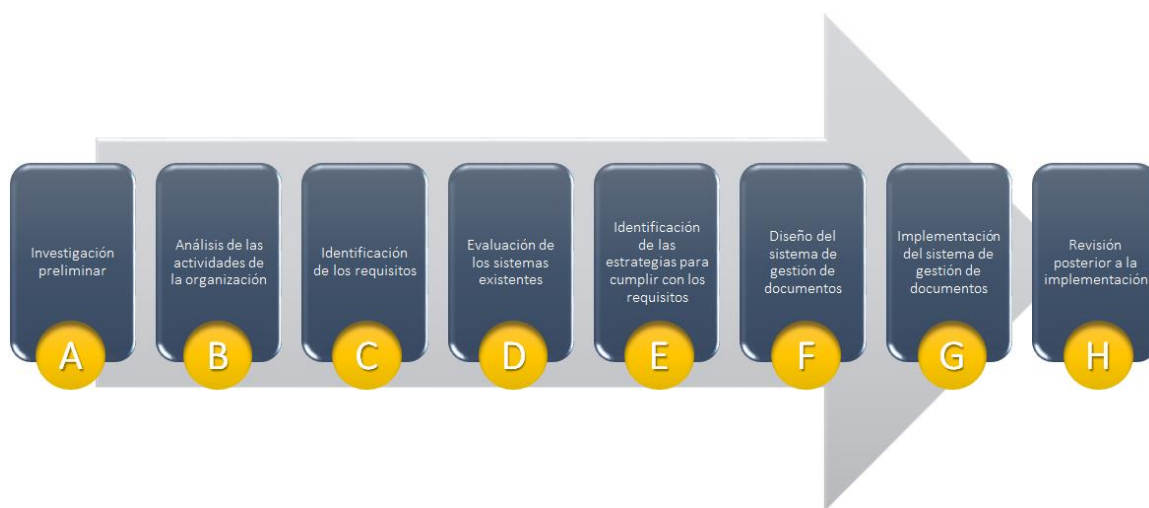 Investigación
preliminar
A
Análisis de las
actividades de
la organización
B
Identificación
de los requisitos
C
Evaluación de
los sistemas
existentes
D
Identificación
de las
estrategias para
cumplir con los
requisitos
E
Diseño del
sistema de
gestión de
documentos
F
Implementación
del sistema de
gestión de
documentos
G
Revisión
posterior a la
implementación
H